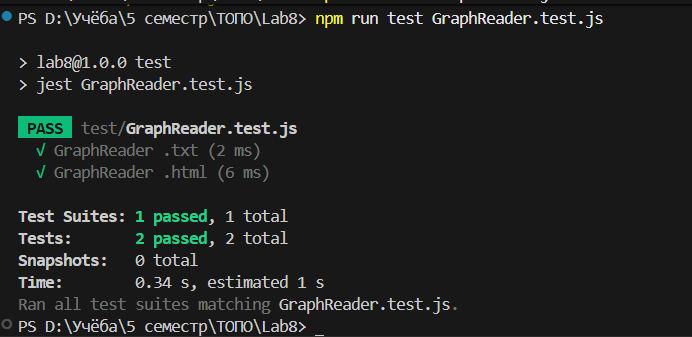 PS D:\Учёба\5 семестр\ТОПО\Lab8> npm run test GraphReader.test.js
> lab8@1.0.0 test
> jest GraphReader.test.js
PASS test/GraphReader.test.js
√ GraphReader .txt (2 ms)
√ GraphReader .html (6 ms)
Test Suites: 1 passed, 1 total
Tests: 2 passed, 2 total
Snapshots: 0 total
Time: 0.34 s, estimated 1 s
Ran all test suites matching GraphReader.test.js.
PS D:\Учёба\5 семестр\ТОПО\Lab8> _